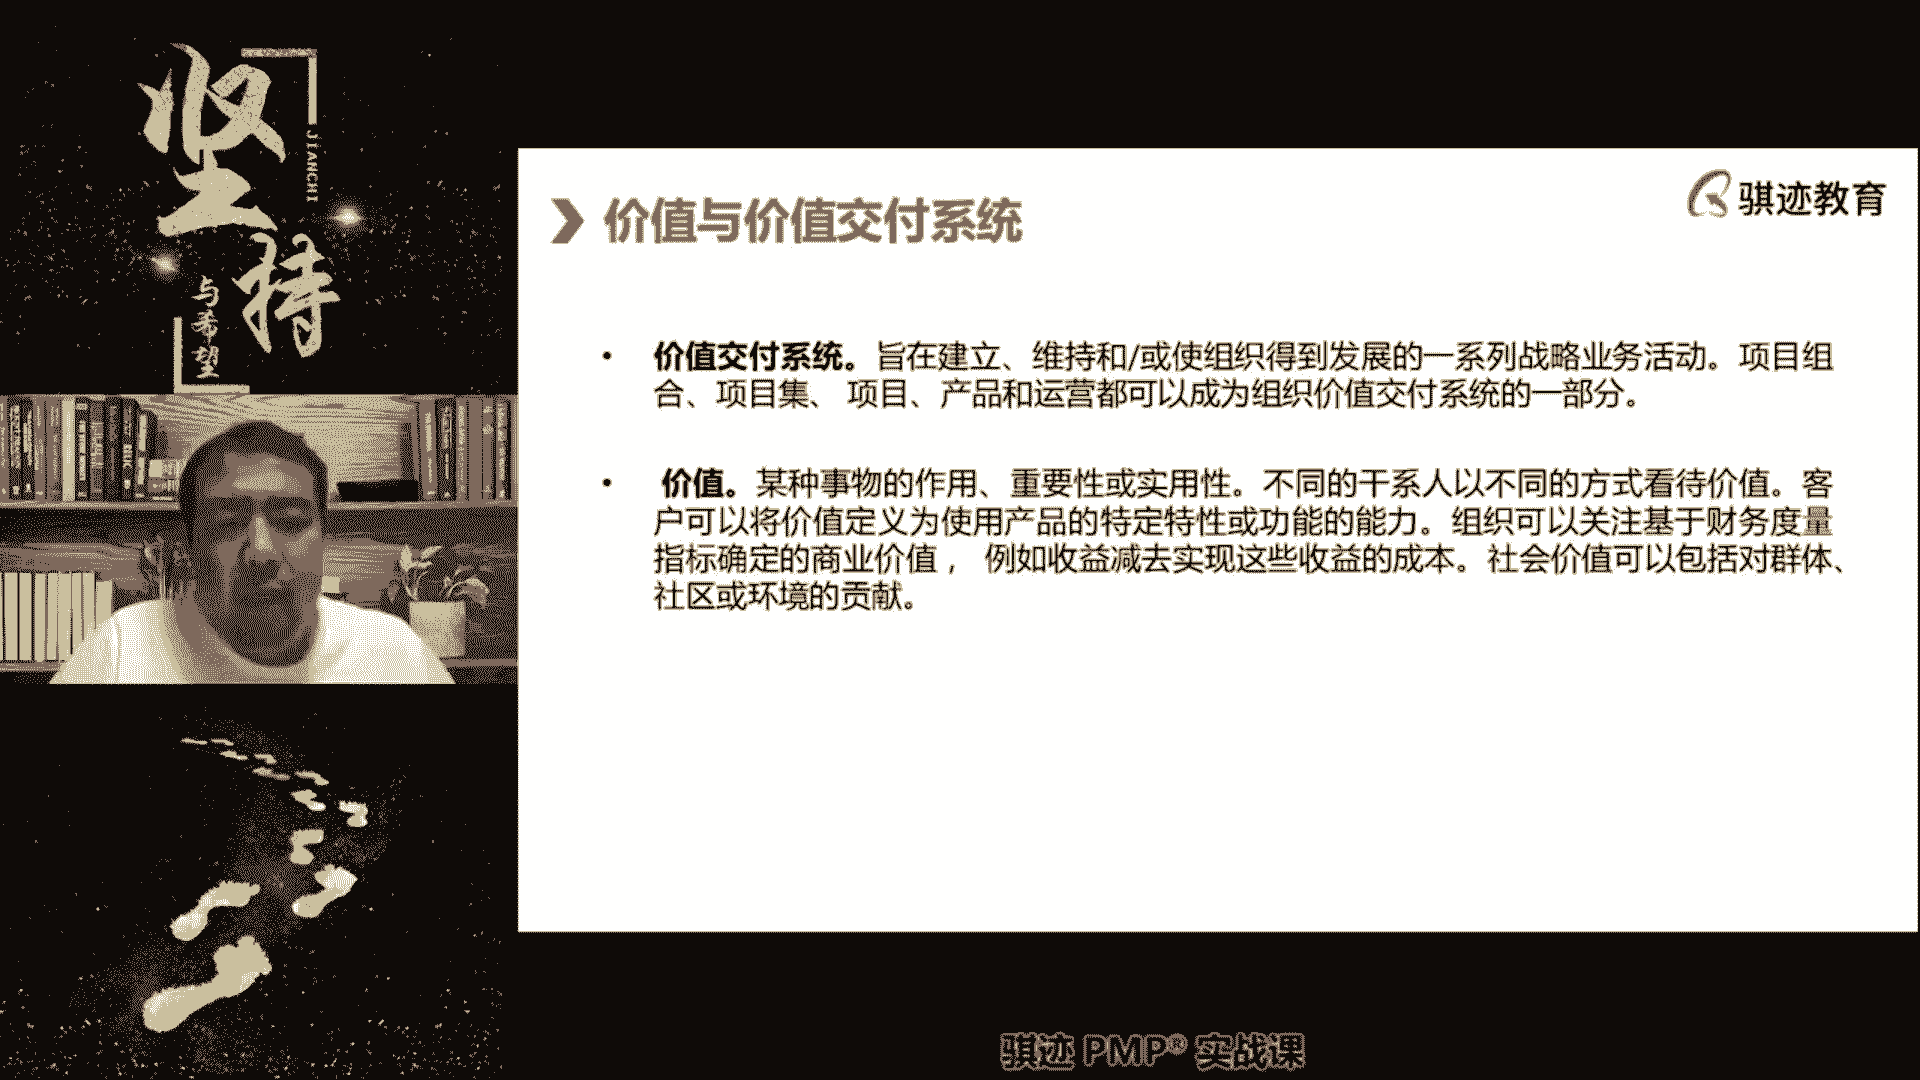 坚持
JIANCHI
与希望
骐迹教育
价值与价值交付系统
• 价值交付系统。旨在建立、维持和/或使组织得到发展的一系列战略业务活动。项目组
合、项目集、 项目、产品和运营都可以成为组织价值交付系统的一部分。
• 价值。某种事物的作用、重要性或实用性。不同的干系人以不同的方式看待价值。客
户可以将价值定义为使用产品的特定特性或功能的能力。组织可以关注基于财务度量
指标确定的商业价值， 例如收益减去实现这些收益的成本。社会价值可以包括对群体、
社区或环境的贡献。
骐迹 PMP® 实战课